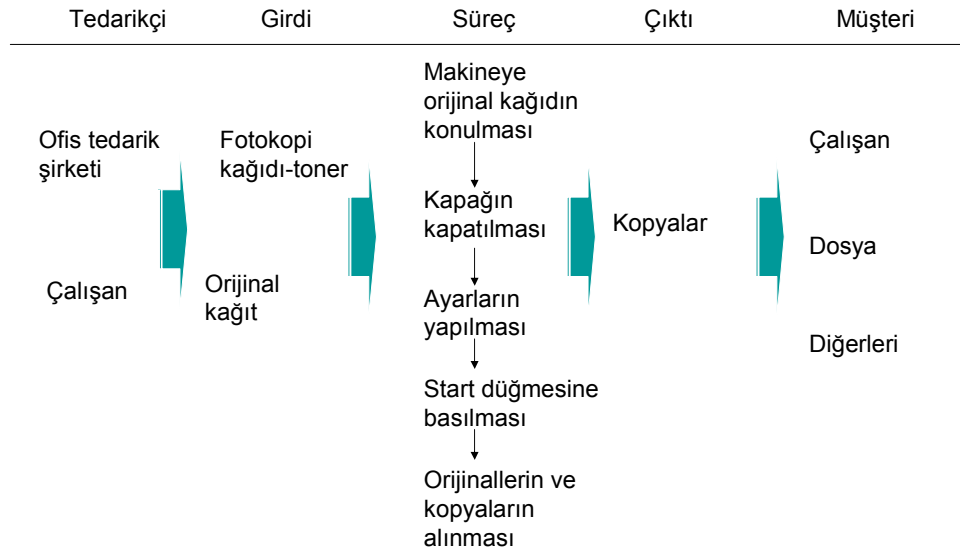 Tedarikçi Girdi Süreç Çıktı Müşteri
Ofis tedarik
şirketi
Çalışan
Fotokopi
kağıdı-toner
Orijinal
kağıt
Makineye
orijinal kağıdın
konulması
Kapağın
kapatılması
Ayarların
yapılması
Start düğmesine
basılması
Orijinallerin ve
kopyaların
alınması
Kopyalar
Çalışan
Dosya
Diğerleri